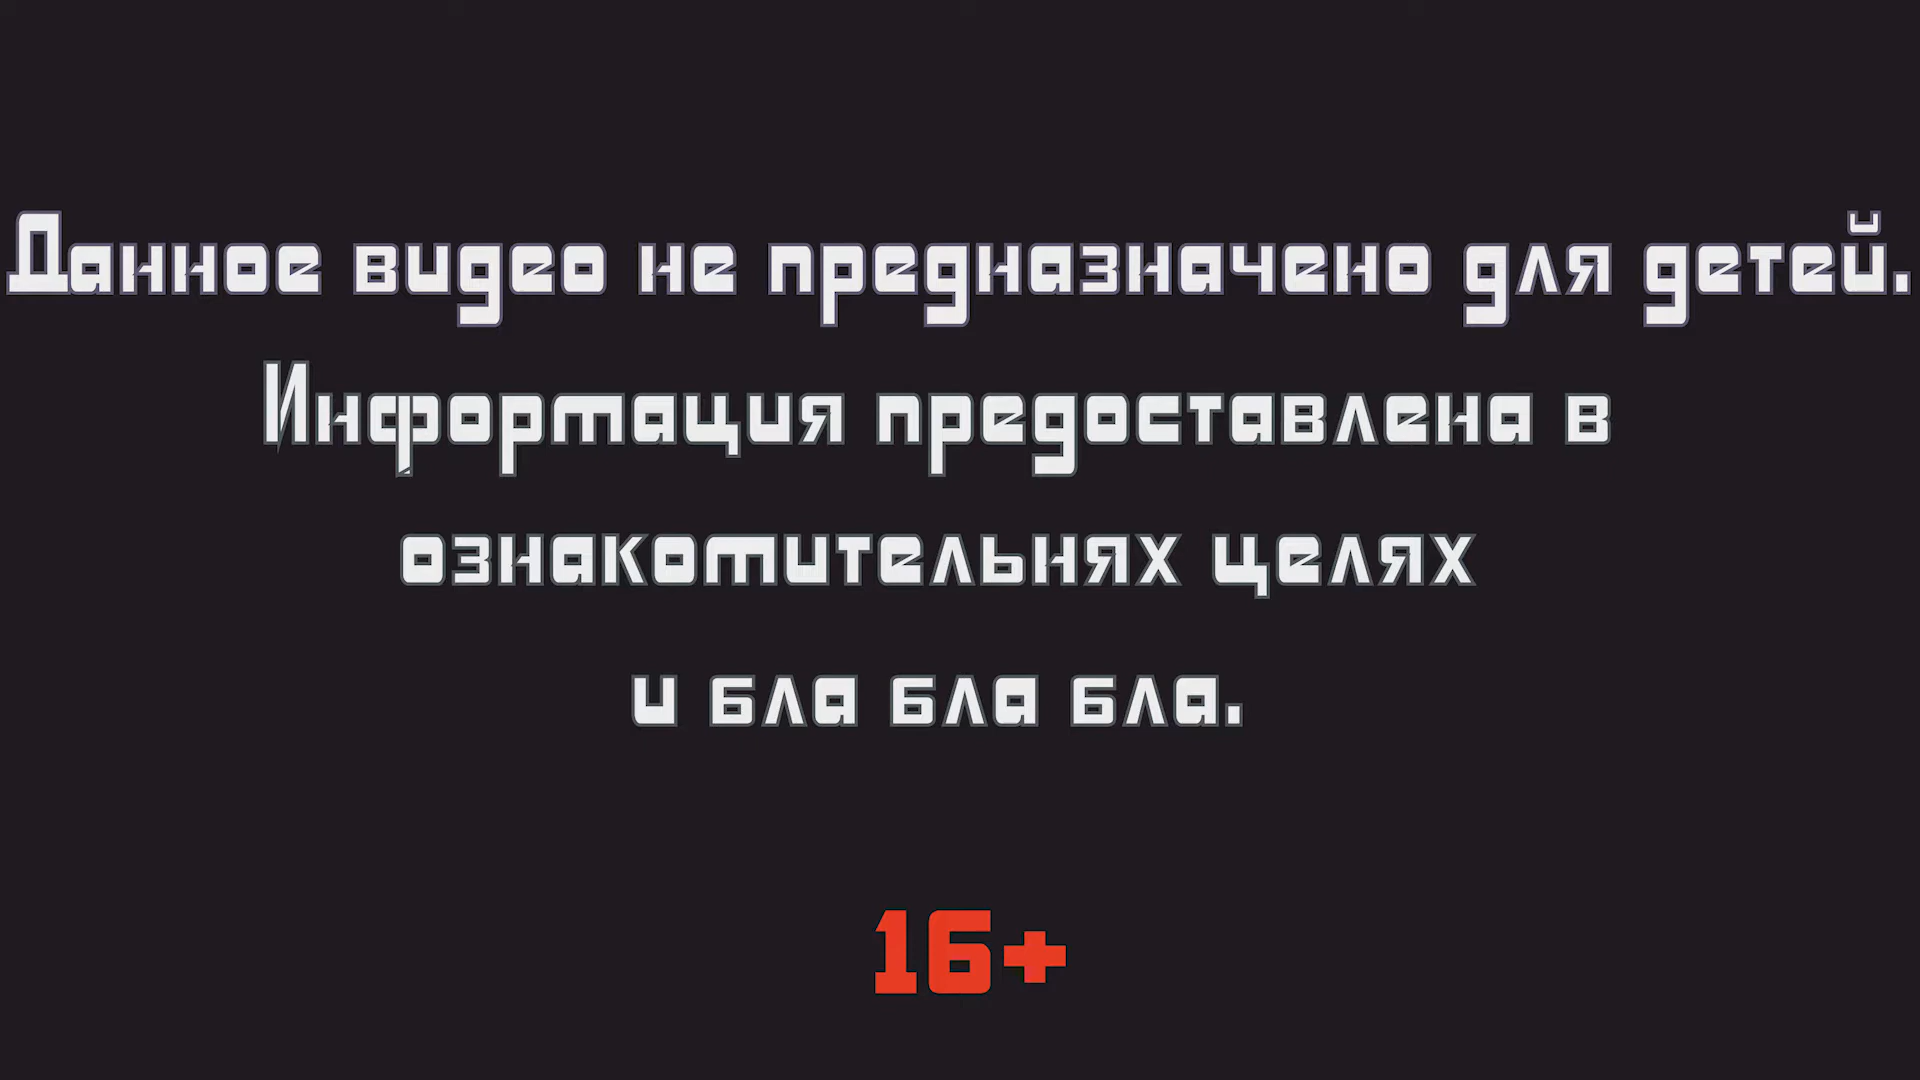 Данное видео не предназначено для детей.
Информация предоставлена в
ознакомительнях целях
и бла бла бла.
16+